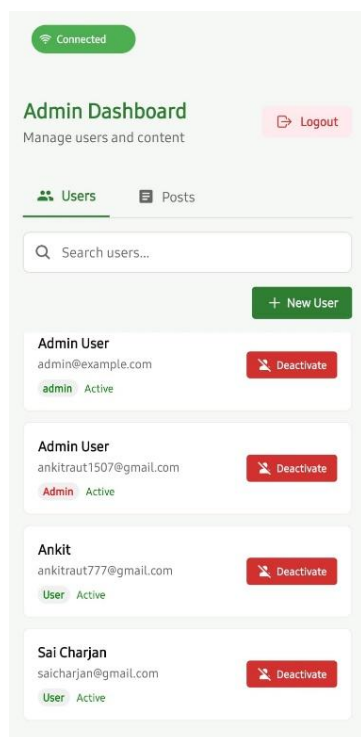 Connected
Admin Dashboard
Logout
Manage users and content
Users Posts
Search users...
+ New User
Admin User
admin@example.com
Deactivate
admin Active
Admin User
ankitraut1507@gmail.com
Deactivate
Admin Active
Ankit
ankitraut777@gmail.com
Deactivate
User Active
Sai Charjan
saicharjan@gmail.com
Deactivate
User Active